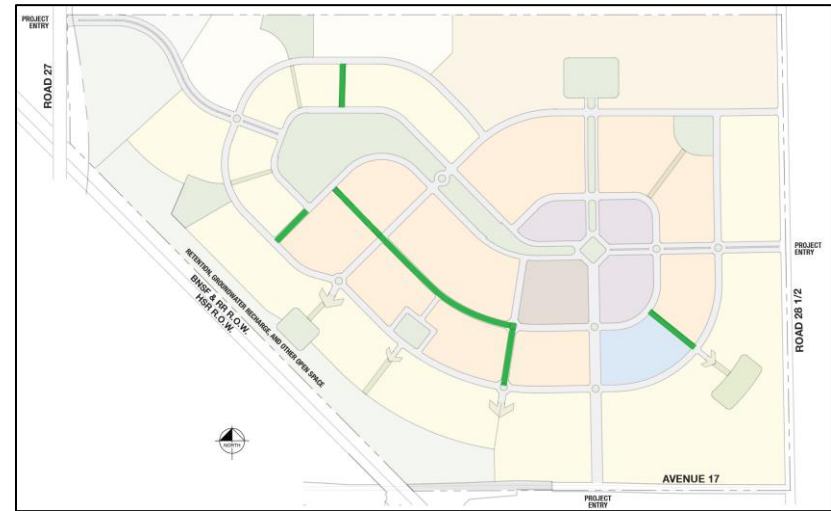 PROJECT
ENTRY
ROAD 27
PROJECT
ENTRY
ROAD 28 1/2
RETENTION, GROUNDWATER RECHARGE, AND OTHER OPEN SPACE
BNSF & RR R.O.W.
HSR R.O.W.
NORTH
AVENUE 17
PROJECT
ENTRY